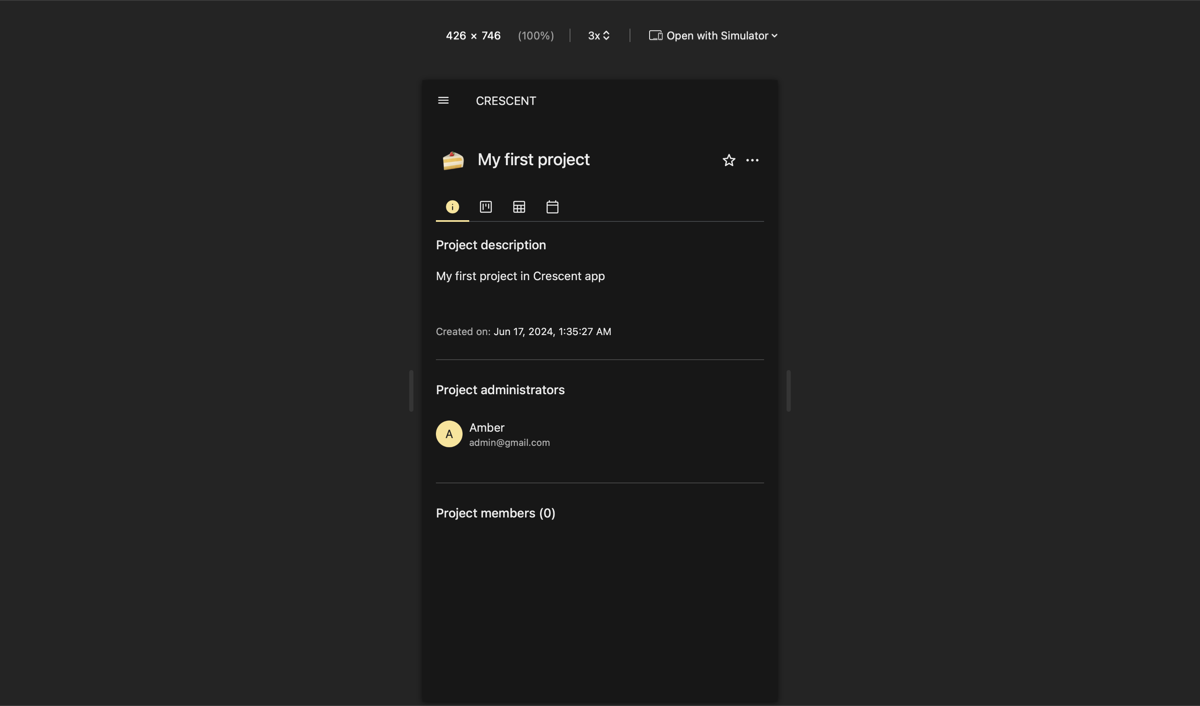 426 × 746 (100%) 3x Open with Simulator
CRESCENT
My first project
Project description
My first project in Crescent app
Created on: Jun 17, 2024, 1:35:27 AM
Project administrators
A Amber
admin@gmail.com
Project members (0)